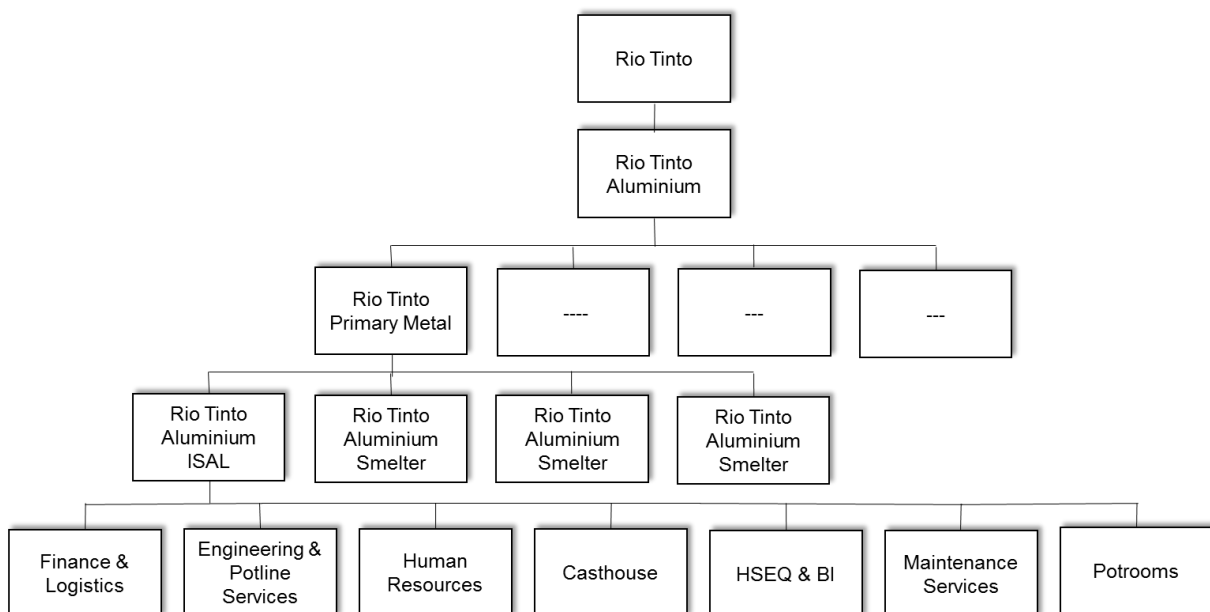 Rio Tinto
Rio Tinto
Aluminium
Rio Tinto
Primary Metal
----
---
---
Rio Tinto
Aluminium
ISAL
Rio Tinto
Aluminium
Smelter
Rio Tinto
Aluminium
Smelter
Rio Tinto
Aluminium
Smelter
Finance &
Logistics
Engineering &
Potline
Services
Human
Resources
Casthouse
HSEQ & BI
Maintenance
Services
Potrooms